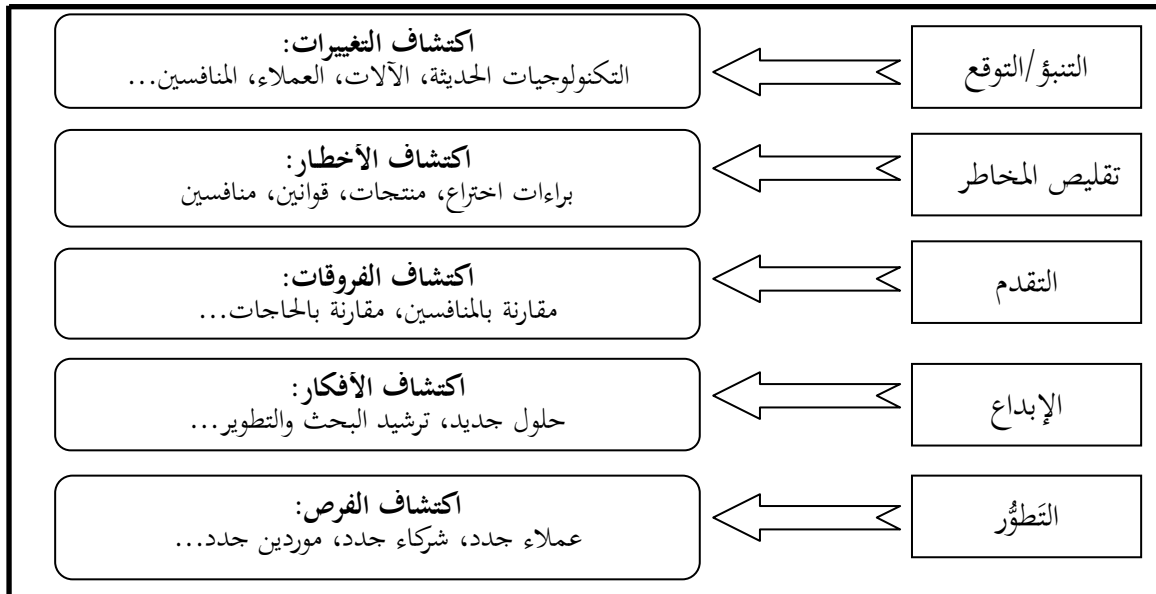 التنبؤ/التوقع
اكتشاف التغييرات:
التكنولوجيات الحديثة، الآلات، العملاء، المنافسين...
تقليص المخاطر
اكتشاف الأخطار:
براءات اختراع، منتجات، قوانين، منافسين
التقدم
اكتشاف الفروقات:
مقارنة بالمنافسين، مقارنة بالحاجات...
الإبداع
اكتشاف الأفكار:
حلول جديد، ترشيد البحث والتطوير...
التَطوُّر
اكتشاف الفرص:
عملاء جدد، شركاء جدد، موردين جدد...